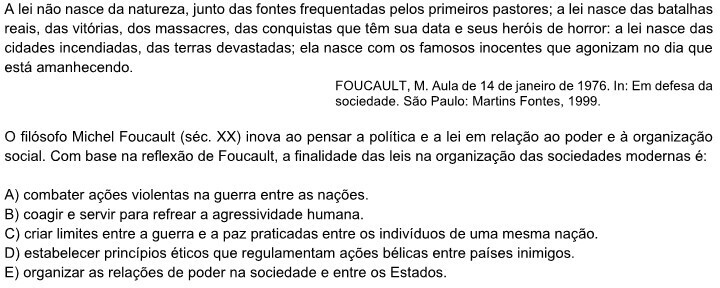 A lei não nasce da natureza, junto das fontes frequentadas pelos primeiros pastores; a lei nasce das batalhas
reais, das vitórias, dos massacres, das conquistas que têm sua data e seus heróis de horror: a lei nasce das
cidades incendiadas, das terras devastadas; ela nasce com os famosos inocentes que agonizam no dia que
está amanhecendo.
FOUCAULT, M. Aula de 14 de janeiro de 1976. In: Em defesa da
sociedade. São Paulo: Martins Fontes, 1999.
O filósofo Michel Foucault (séc. XX) inova ao pensar a política e a lei em relação ao poder e à organização
social. Com base na reflexão de Foucault, a finalidade das leis na organização das sociedades modernas é:
A) combater ações violentas na guerra entre as nações.
B) coagir e servir para refrear a agressividade humana.
C) criar limites entre a guerra e a paz praticadas entre os indivíduos de uma mesma nação.
D) estabelecer princípios éticos que regulamentam ações bélicas entre países inimigos.
E) organizar as relações de poder na sociedade e entre os Estados.